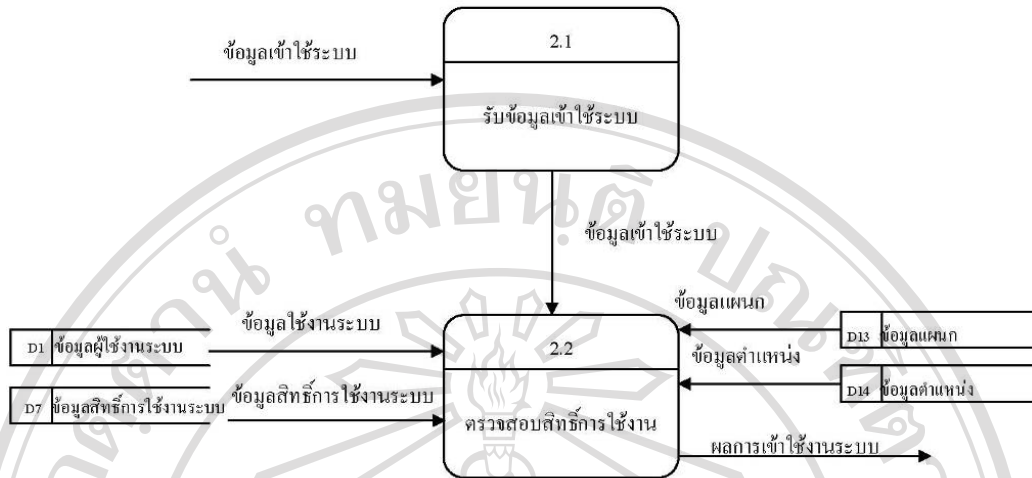 2.1
ข้อมูลเข้าใช้ระบบ
รับข้อมูลเข้าใช้ระบบ
ข้อมูลเข้าใช้ระบบ
ข้อมูลแผนก
ข้อมูลใช้งานระบบ
D1 ข้อมูลผู้ใช้งานระบบ
2.2
D13 ข้อมูลแผนก
ข้อมูลตำแหน่ง
D14 ข้อมูลตำแหน่ง
D7 ข้อมูลสิทธิ์การใช้งานระบบ
ข้อมูลสิทธิ์การใช้งานระบบ
ตรวจสอบสิทธิ์การใช้งาน
ผลการเข้าใช้งานระบบ